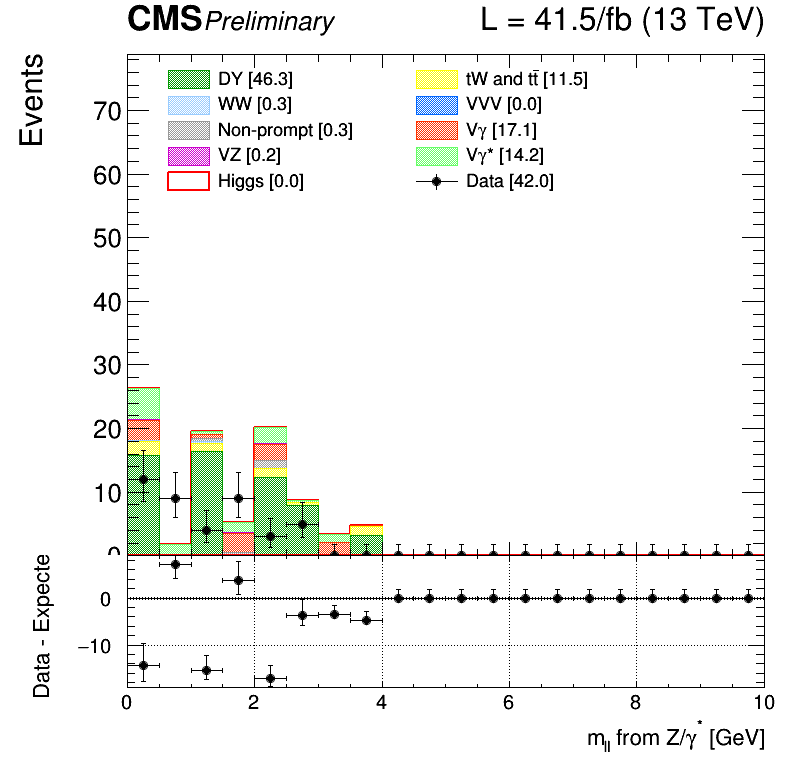 CMS Preliminary L = 41.5/fb (13 TeV)
Events
DY [46.3]
WW [0.3]
Non-prompt [0.3]
VZ [0.2]
Higgs [0.0]
tW and tt̄ [11.5]
VVV [0.0]
Vγ [17.1]
Vγ* [14.2]
Data [42.0]
70
60
50
40
30
20
10
0
Data - Expecte
0
−10
0 2 4 6 8 10
m_ll from Z/γ* [GeV]